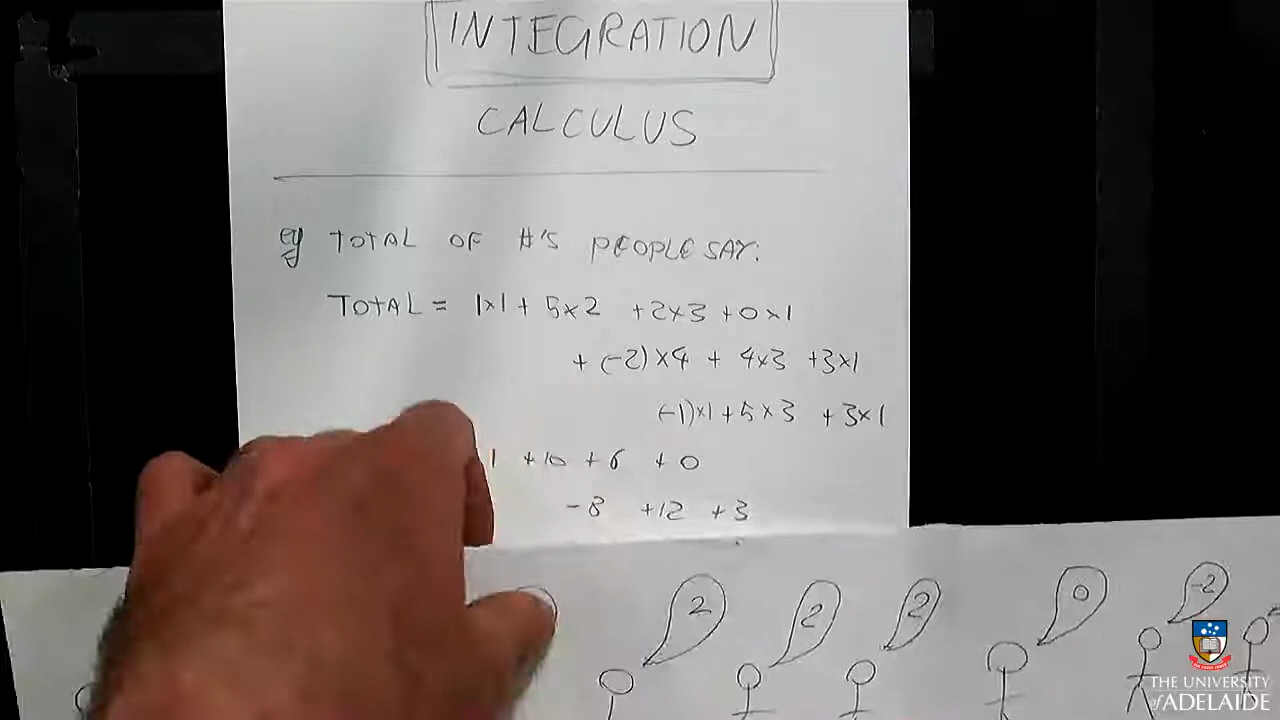 INTEGRATION
CALCULUS
eg TOTAL OF #'S PEOPLE SAY:
TOTAL = 1×1 + 5×2 +2×3 +0×1
+ (-2)×4 + 4×3 +3×1
(-1)×1 +5×3 +3×1
1 +10 +6 +0
-8 +12 +3
2 2 2 0 -2
THE UNIVERSITY
of ADELAIDE